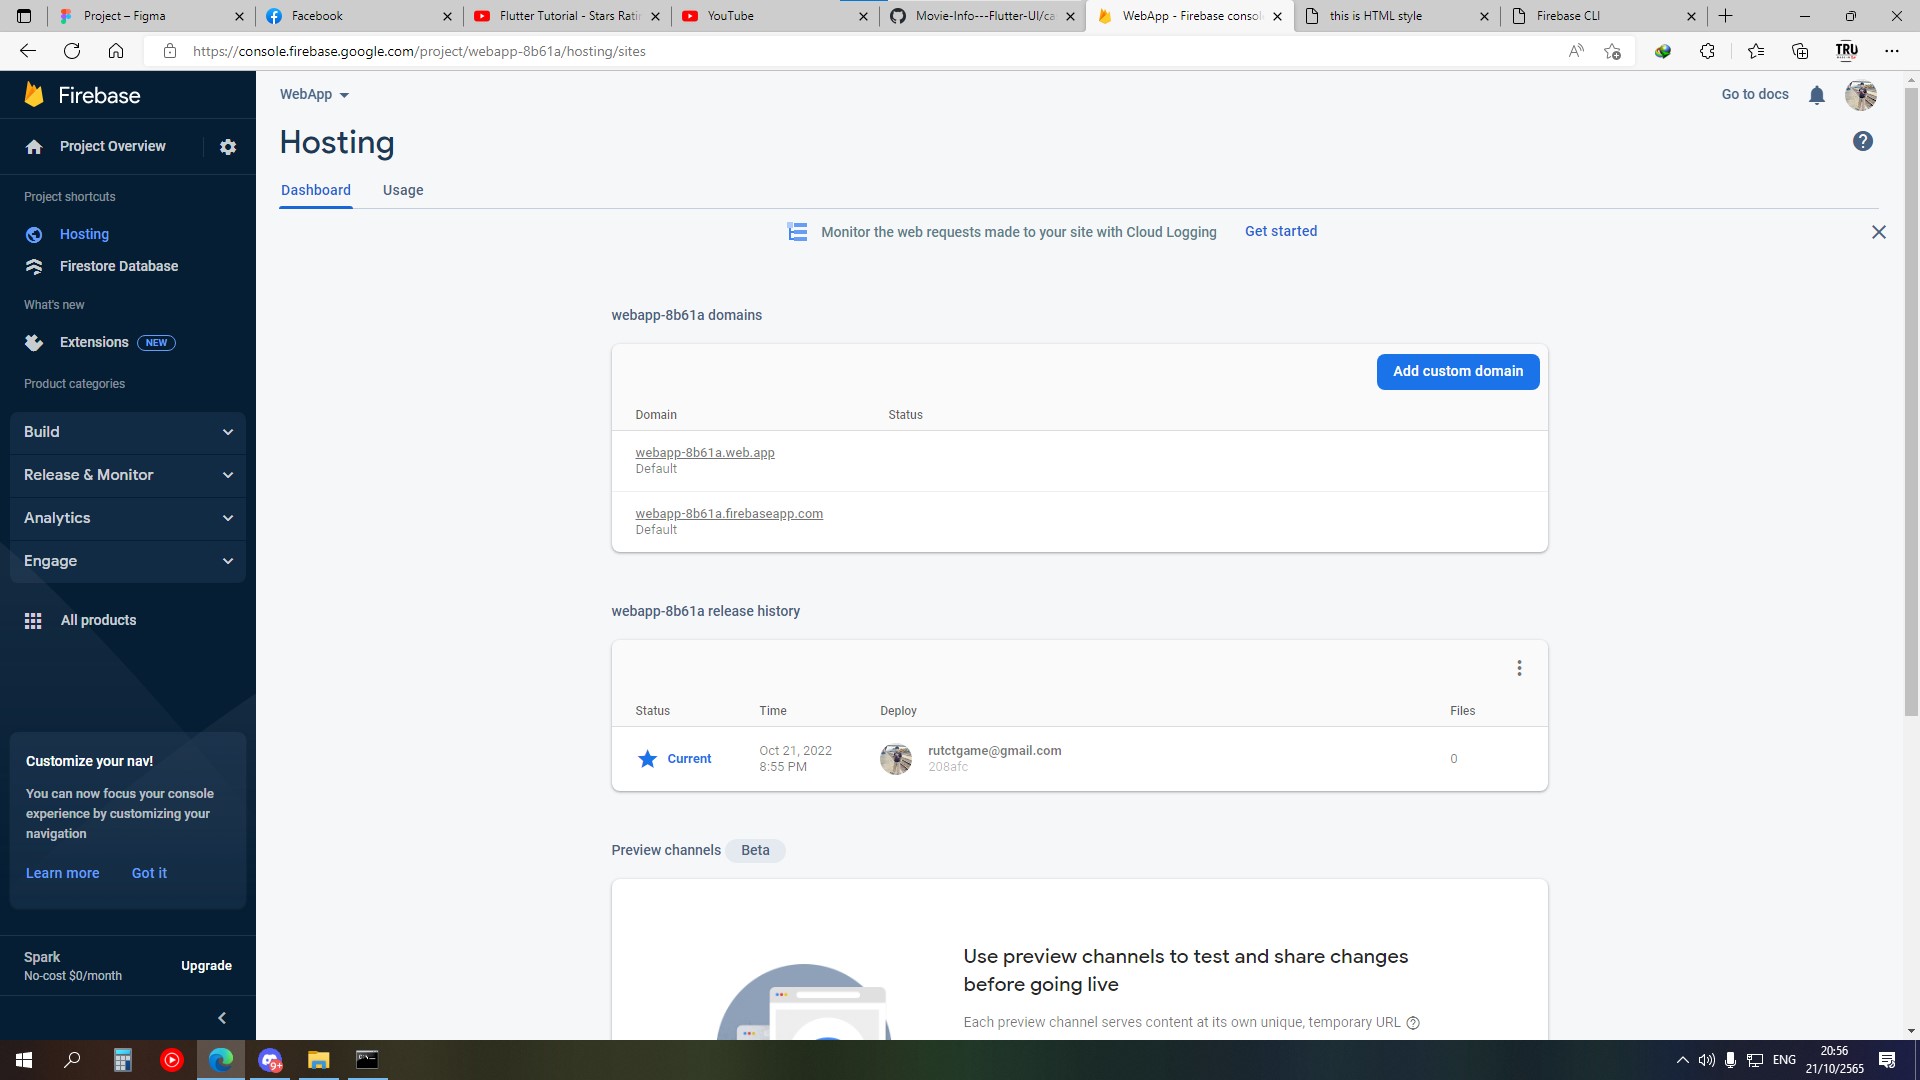 Project – Figma
Facebook
Flutter Tutorial - Stars Ratin
YouTube
Movie-Info---Flutter-UI/ca
WebApp - Firebase consol
this is HTML style
Firebase CLI
https://console.firebase.google.com/project/webapp-8b61a/hosting/sites
TRU
Firebase
Project Overview
Project shortcuts
Hosting
Firestore Database
What's new
Extensions NEW
Product categories
Build
Release & Monitor
Analytics
Engage
All products
Customize your nav!
You can now focus your console
experience by customizing your
navigation
Learn more Got it
Spark
No-cost $0/month
Upgrade
WebApp
Go to docs
Hosting
Dashboard Usage
Monitor the web requests made to your site with Cloud Logging Get started
webapp-8b61a domains
Add custom domain
Domain Status
webapp-8b61a.web.app
Default
webapp-8b61a.firebaseapp.com
Default
webapp-8b61a release history
Status Time Deploy Files
Current
Oct 21, 2022
8:55 PM
rutctgame@gmail.com
208afc
0
Preview channels Beta
Use preview channels to test and share changes
before going live
Each preview channel serves content at its own unique, temporary URL
9+
ENG
20:56
21/10/2565